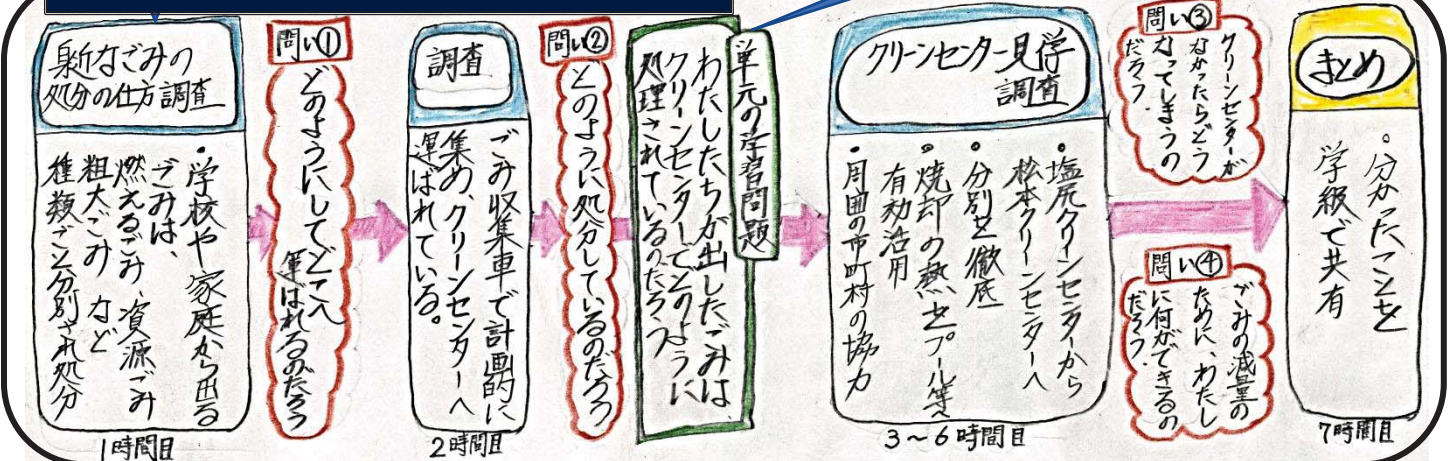 身近なごみの
処分の仕方調査
・学校や家庭から出る
ごみは、
燃えるごみ、資源ごみ
粗大ごみ など
種類ごと分別され処分
1時間目
問い①
どのようにしてどこへ
運ばれるのだろう
調査
ごみ収集車で計画的に
集め、クリーンセンターへ
運ばれている。
2時間目
問い②
どのように処分しているのだろう
単元の学習問題
わたしたちが出したごみは、
クリーンセンターでどのように
処理されているのだろう
クリーンセンター見学
調査
・塩尻クリーンセンターから
松本クリーンセンターへ
・分別を徹底
・焼却の熱をプール等へ
有効活用
・周囲の市町村の協力
3～6時間目
問い③
クリーンセンターが
なかったらどう
なってしまうの
だろう。
問い④
ごみの減量の
ために、わたし
に何ができるの
だろう。
まとめ
・分かったことを
学級で共有
7時間目